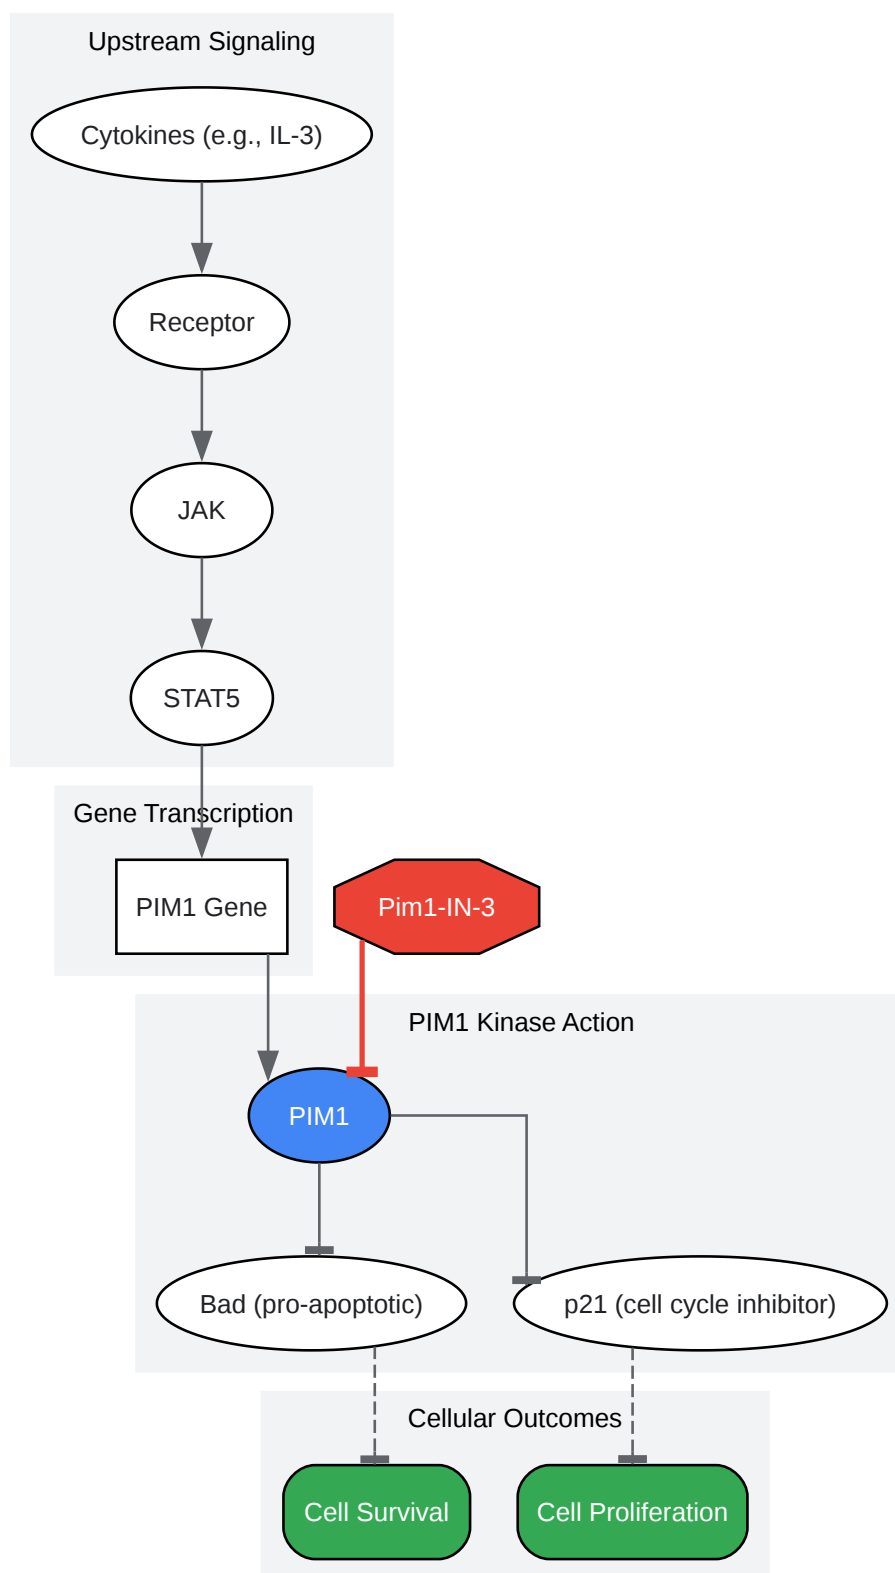 Upstream Signaling
Cytokines (e.g., IL-3)
Receptor
JAK
STAT5
Gene Transcription
PIM1 Gene
Pim1-IN-3
PIM1 Kinase Action
PIM1
Bad (pro-apoptotic)
p21 (cell cycle inhibitor)
Cellular Outcomes
Cell Survival
Cell Proliferation